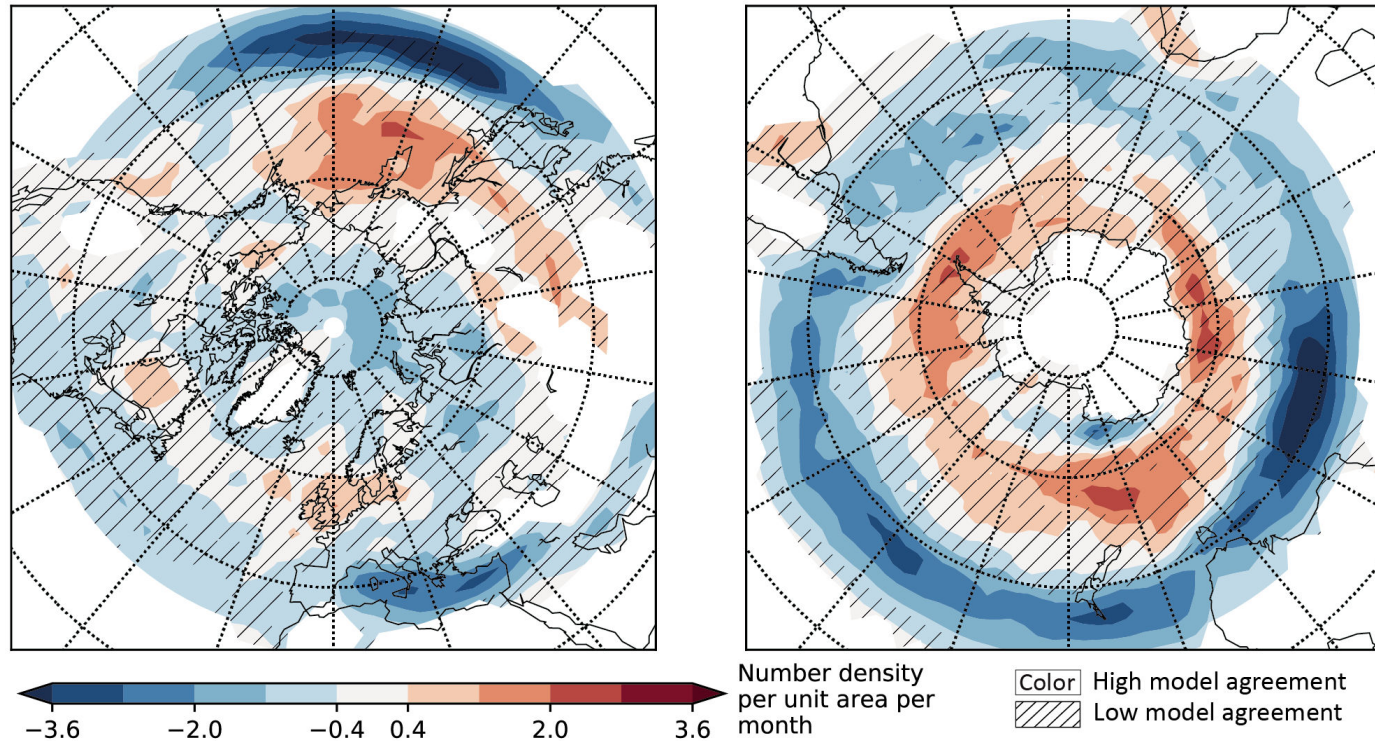 −3.6 −2.0 −0.4 0.4 2.0 3.6
Number density
per unit area per
month
Color High model agreement
Low model agreement